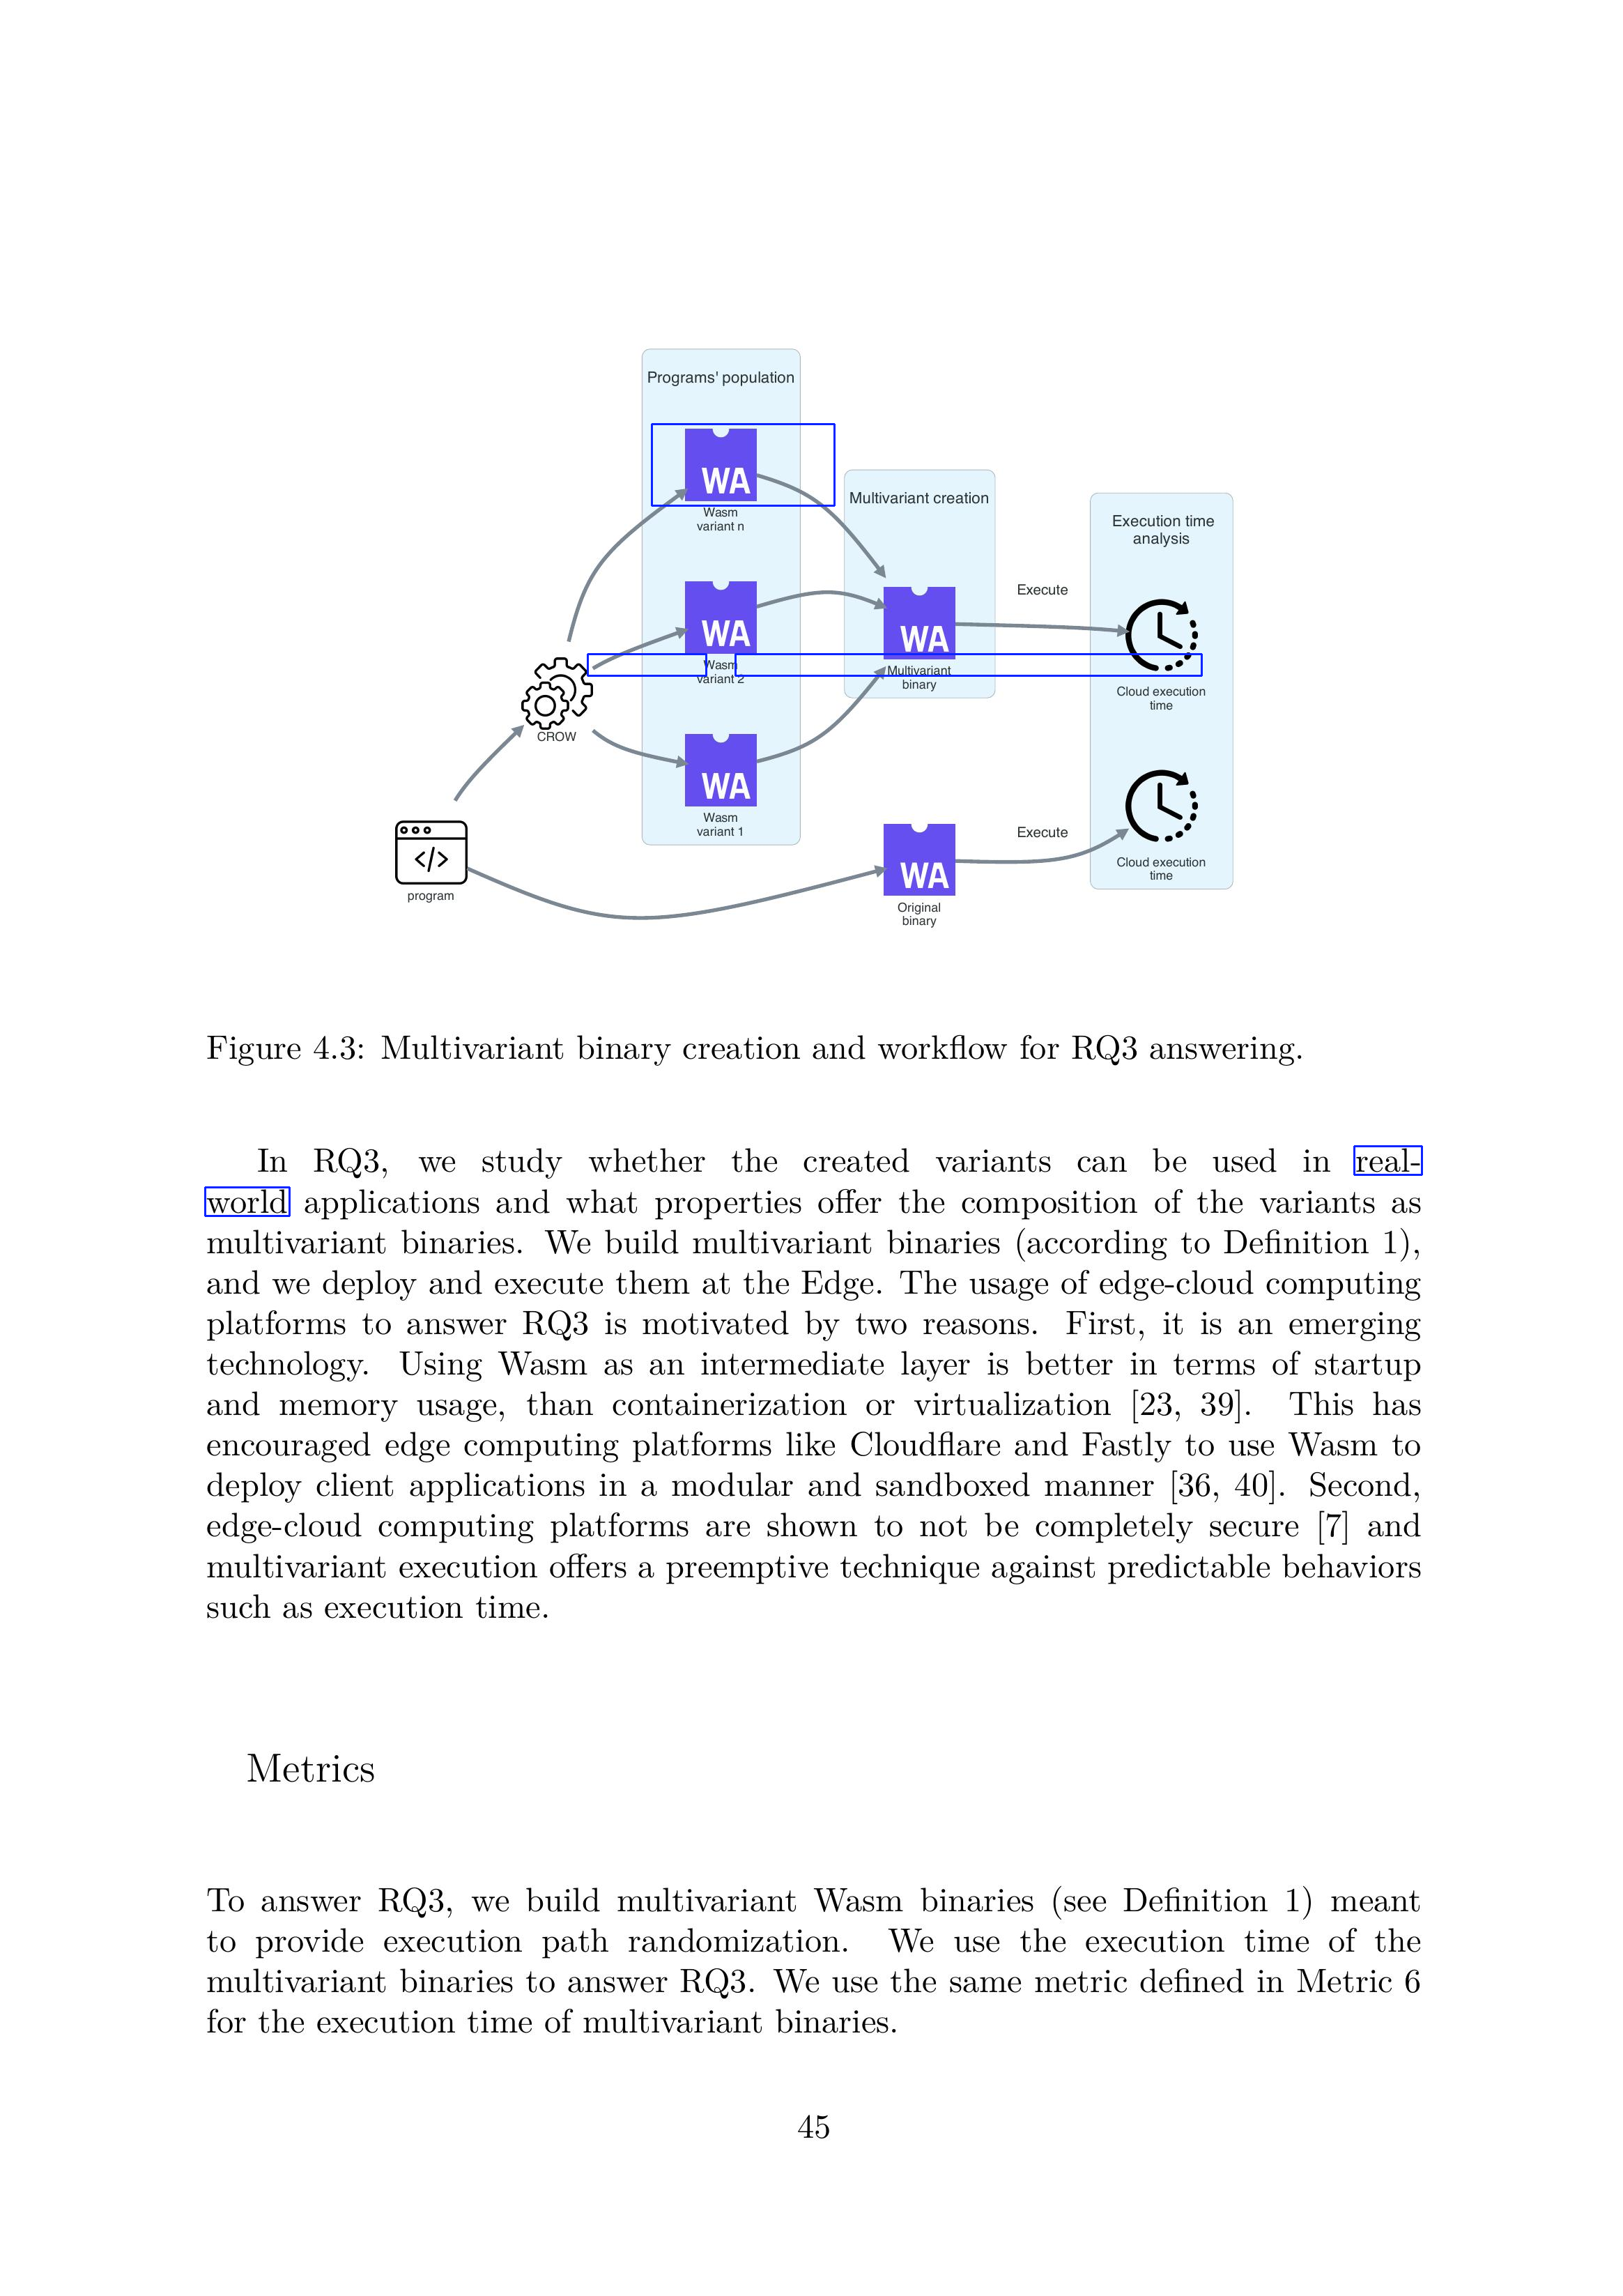 Programs' population
WA
Wasm
variant n
Multivariant creation
Execution time
analysis
WA
Wasm
variant 2
WA
Multivariant
binary
Execute
Cloud execution
time
CROW
WA
Wasm
variant 1
</>
program
WA
Original
binary
Execute
Cloud execution
time
Figure 4.3: Multivariant binary creation and workflow for RQ3 answering.
In RQ3, we study whether the created variants can be used in real-
world applications and what properties offer the composition of the variants as
multivariant binaries. We build multivariant binaries (according to Definition 1),
and we deploy and execute them at the Edge. The usage of edge-cloud computing
platforms to answer RQ3 is motivated by two reasons. First, it is an emerging
technology. Using Wasm as an intermediate layer is better in terms of startup
and memory usage, than containerization or virtualization [23, 39]. This has
encouraged edge computing platforms like Cloudflare and Fastly to use Wasm to
deploy client applications in a modular and sandboxed manner [36, 40]. Second,
edge-cloud computing platforms are shown to not be completely secure [7] and
multivariant execution offers a preemptive technique against predictable behaviors
such as execution time.
Metrics
To answer RQ3, we build multivariant Wasm binaries (see Definition 1) meant
to provide execution path randomization. We use the execution time of the
multivariant binaries to answer RQ3. We use the same metric defined in Metric 6
for the execution time of multivariant binaries.
45